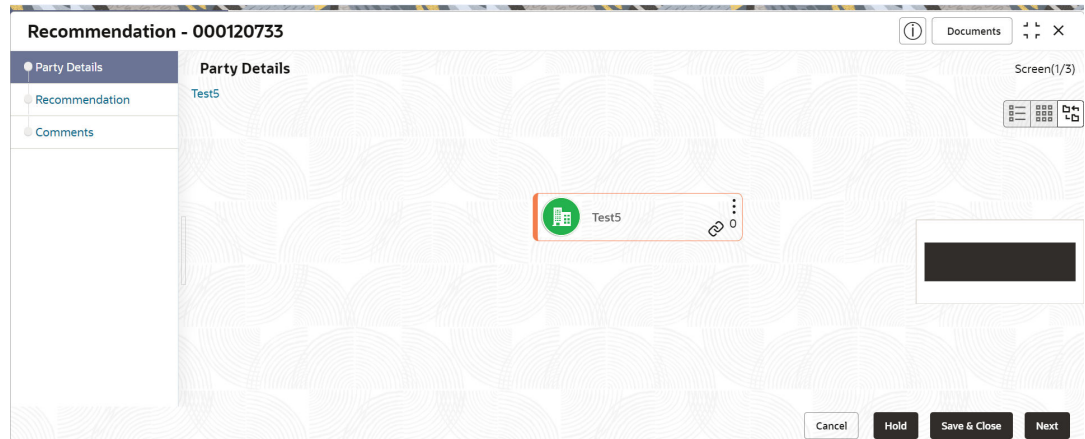 Recommendation - 000120733
Documents
Party Details
Recommendation
Comments
Party Details
Screen(1/3)
Test5
Test5
0
Cancel
Hold
Save & Close
Next